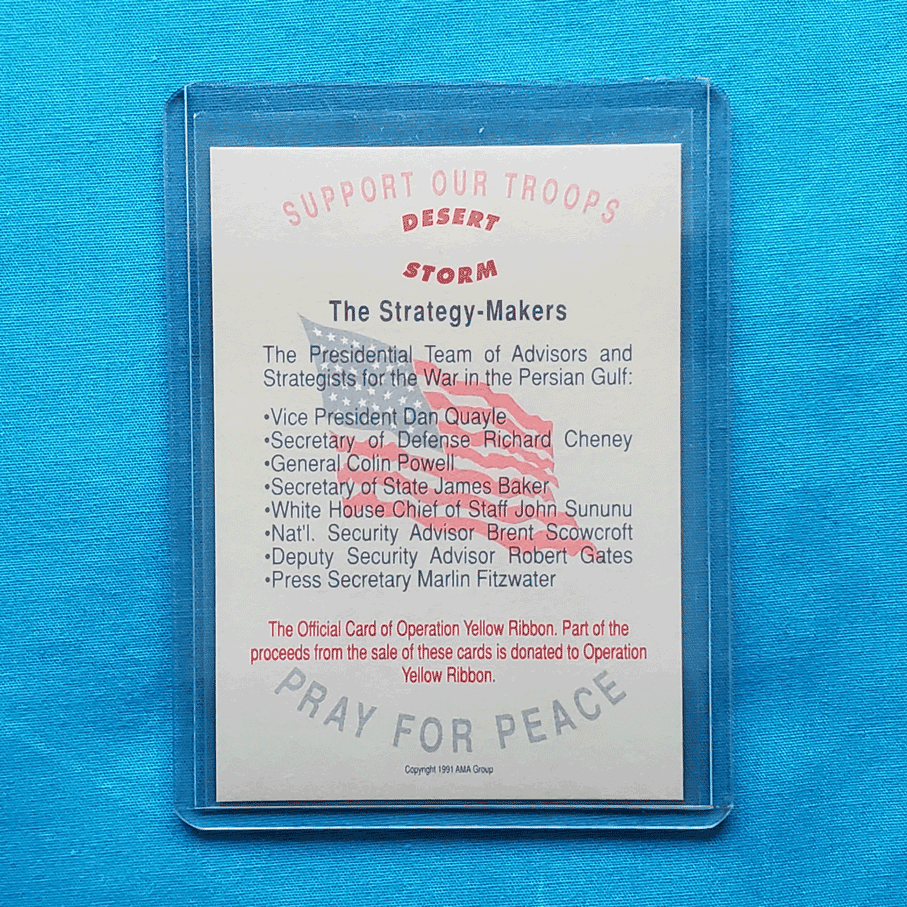 SUPPORT OUR TROOPS
DESERT
STORM
The Strategy-Makers
The Presidential Team of Advisors and
Strategists for the War in the Persian Gulf:
•Vice President Dan Quayle
•Secretary of Defense Richard Cheney
•General Colin Powell
•Secretary of State James Baker
•White House Chief of Staff John Sununu
•Nat'l. Security Advisor Brent Scowcroft
•Deputy Security Advisor Robert Gates
•Press Secretary Marlin Fitzwater
The Official Card of Operation Yellow Ribbon. Part of the
proceeds from the sale of these cards is donated to Operation
Yellow Ribbon.
PRAY FOR PEACE
Copyright 1991 AMA Group